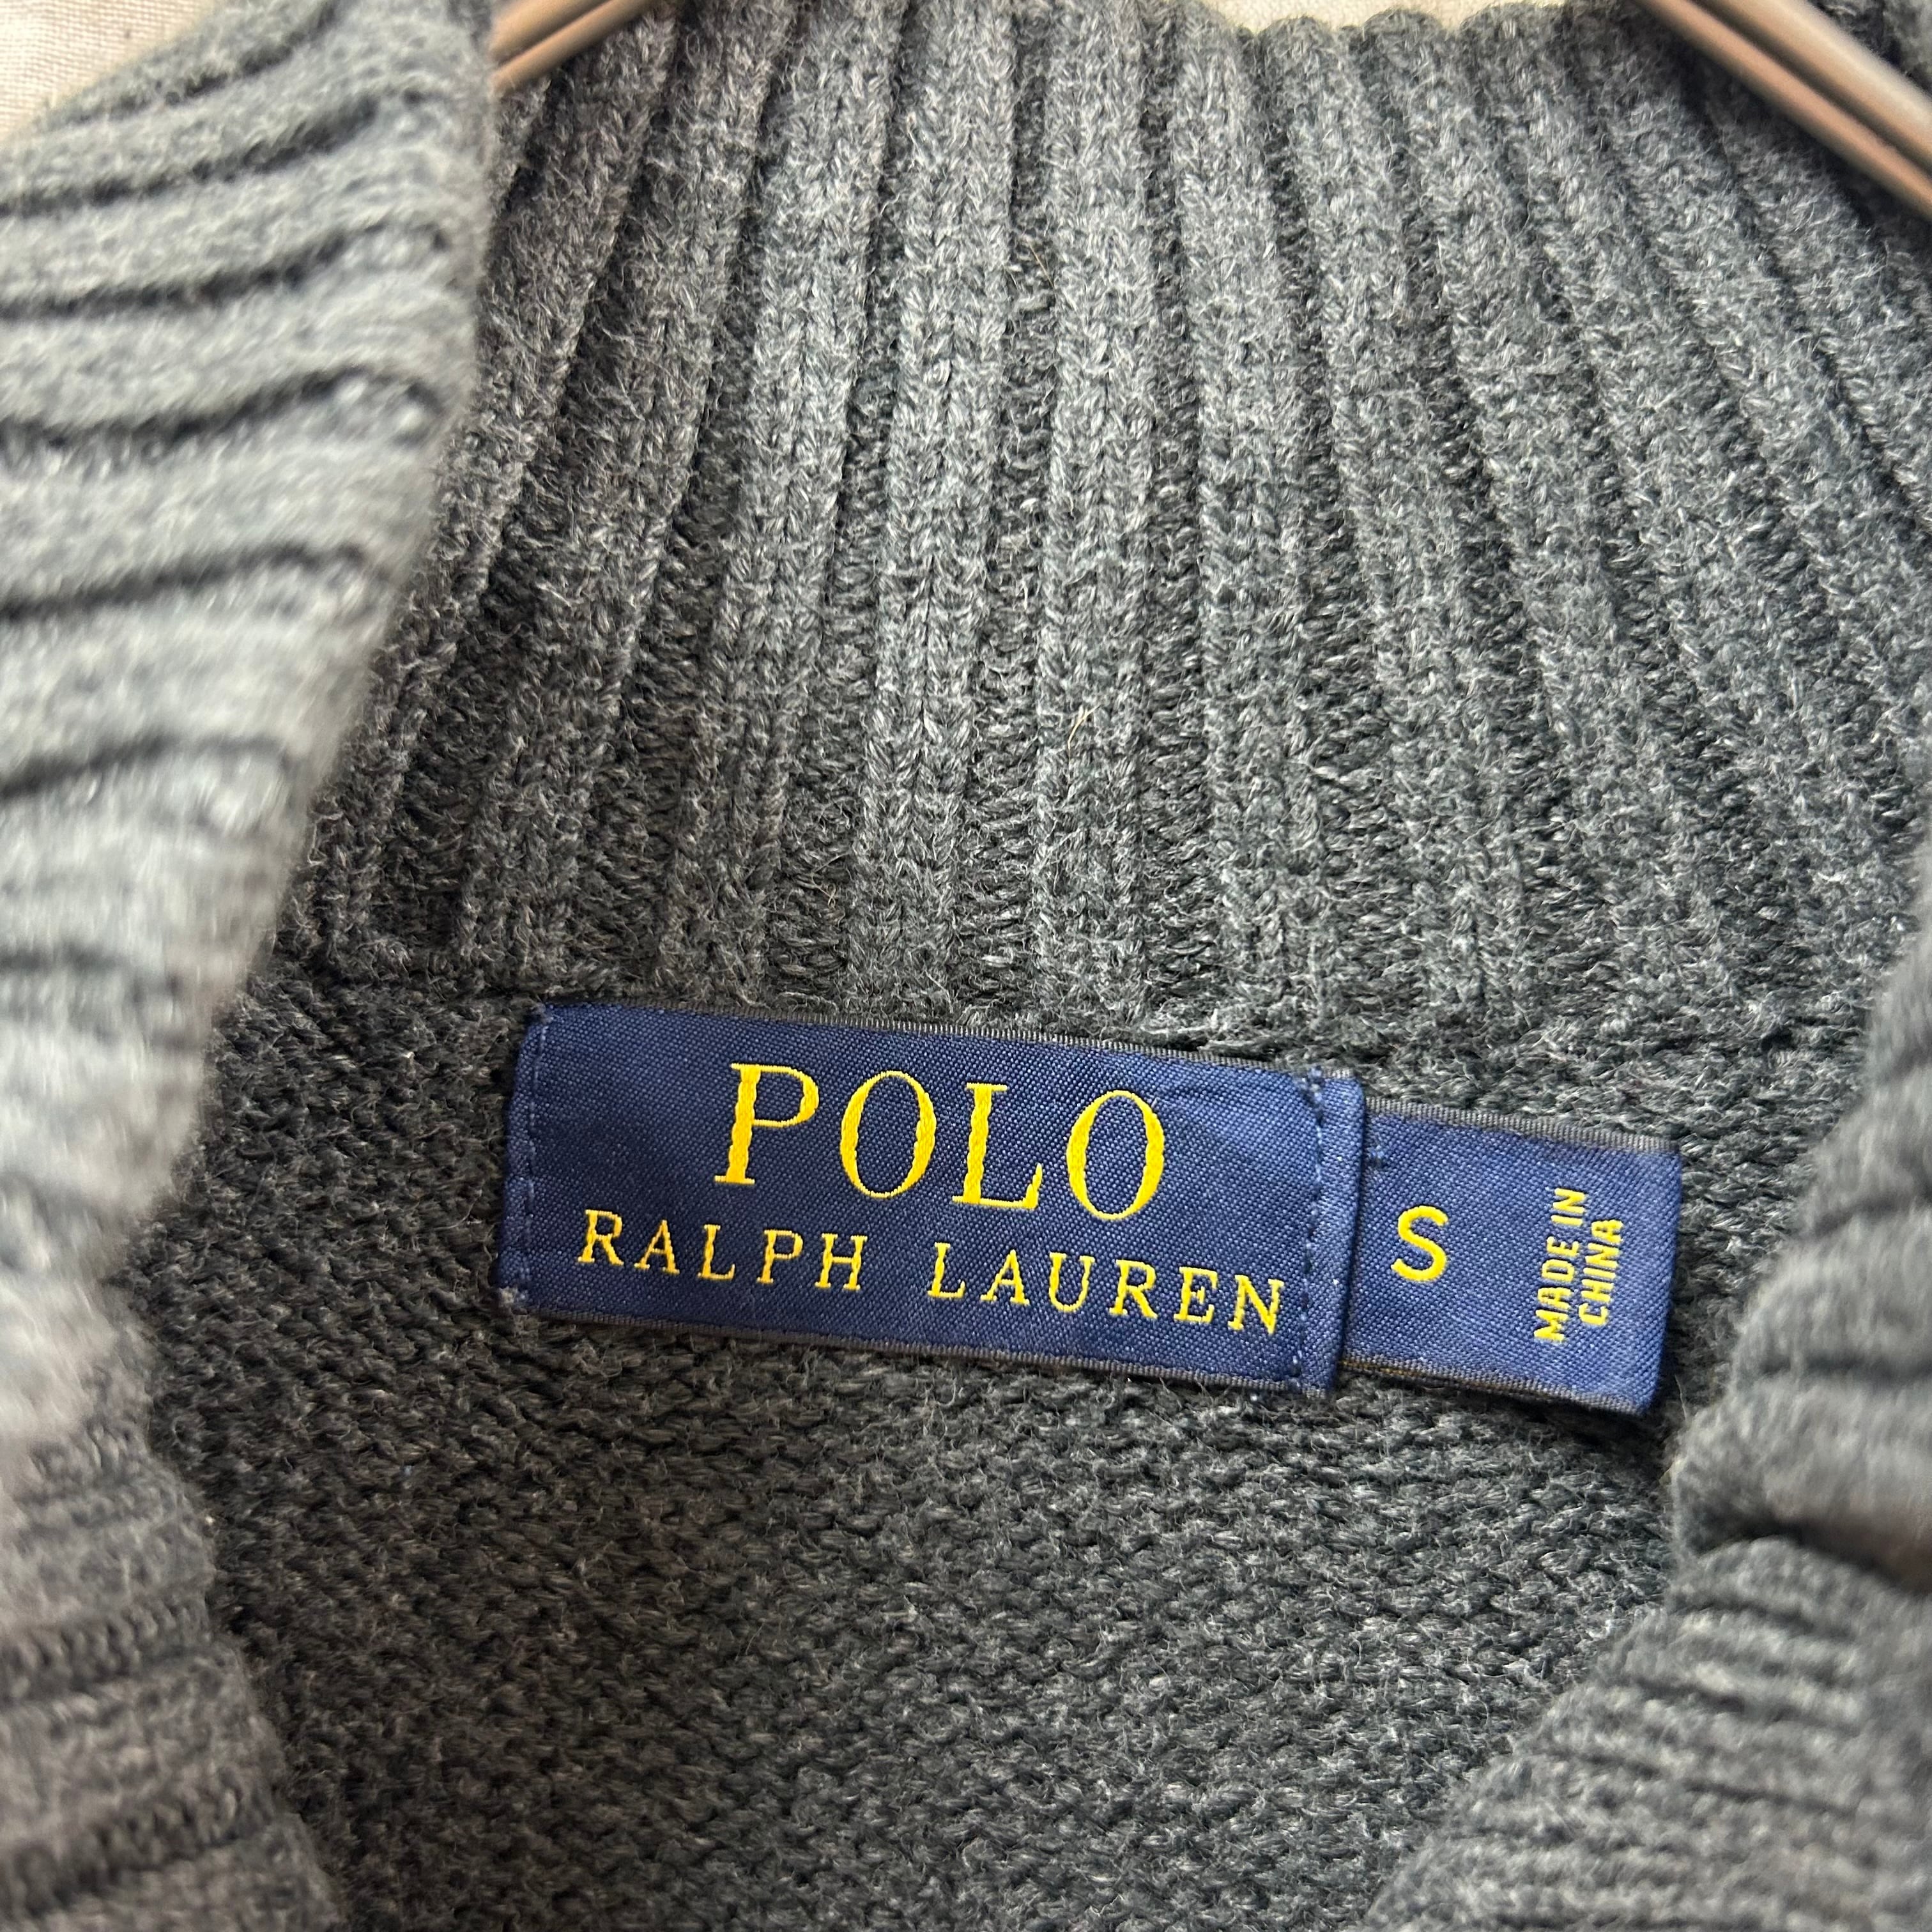 POLO
RALPH LAUREN
S
MADE IN
CHINA